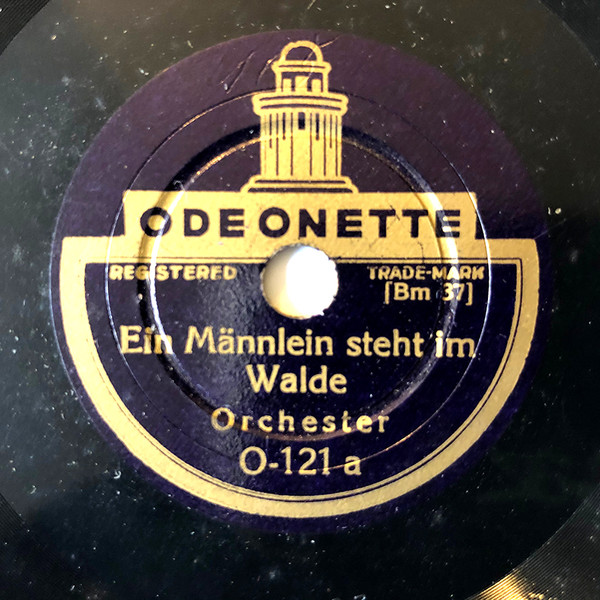 ODEONETTE
REGISTERED TRADE-MARK
[Bm 37]
Ein Männlein steht im
Walde
Orchester
O-121 a